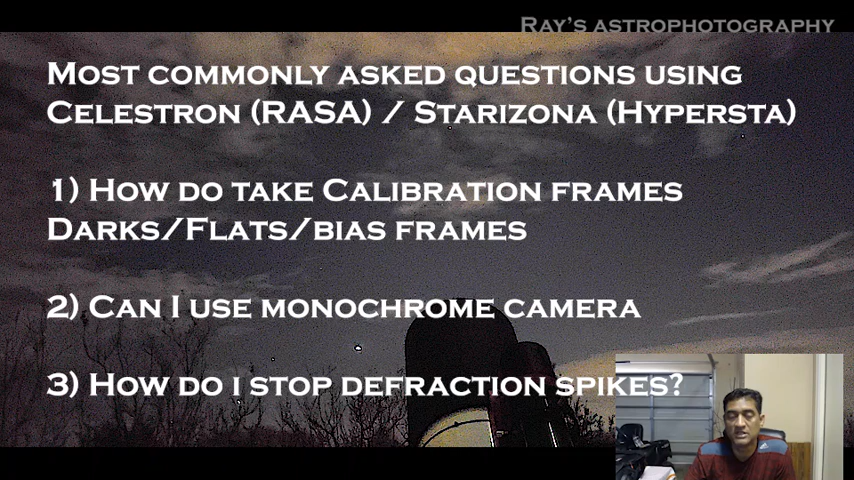 Ray's astrophotography
Most commonly asked questions using
Celestron (RASA) / Starizona (Hypersta)
1) How do take Calibration frames
Darks/Flats/bias frames
2) Can I use monochrome camera
3) How do i stop defraction spikes?